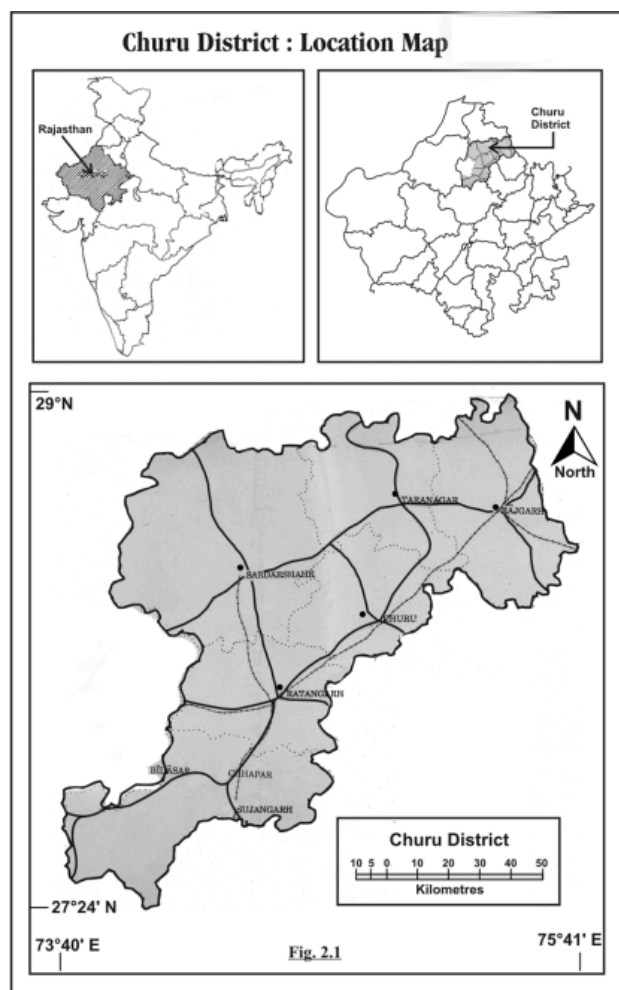 Churu District : Location Map
Rajasthan
Churu
District
29°N
N
North
TARANAGAR
RAJGARH
SARDARSHAHR
CHURU
RATANGARH
BIDASAR
CHHAPAR
SUJANGARH
Churu District
10 5 0 10 20 30 40 50
Kilometres
27°24' N
73°40' E
75°41' E
Fig. 2.1